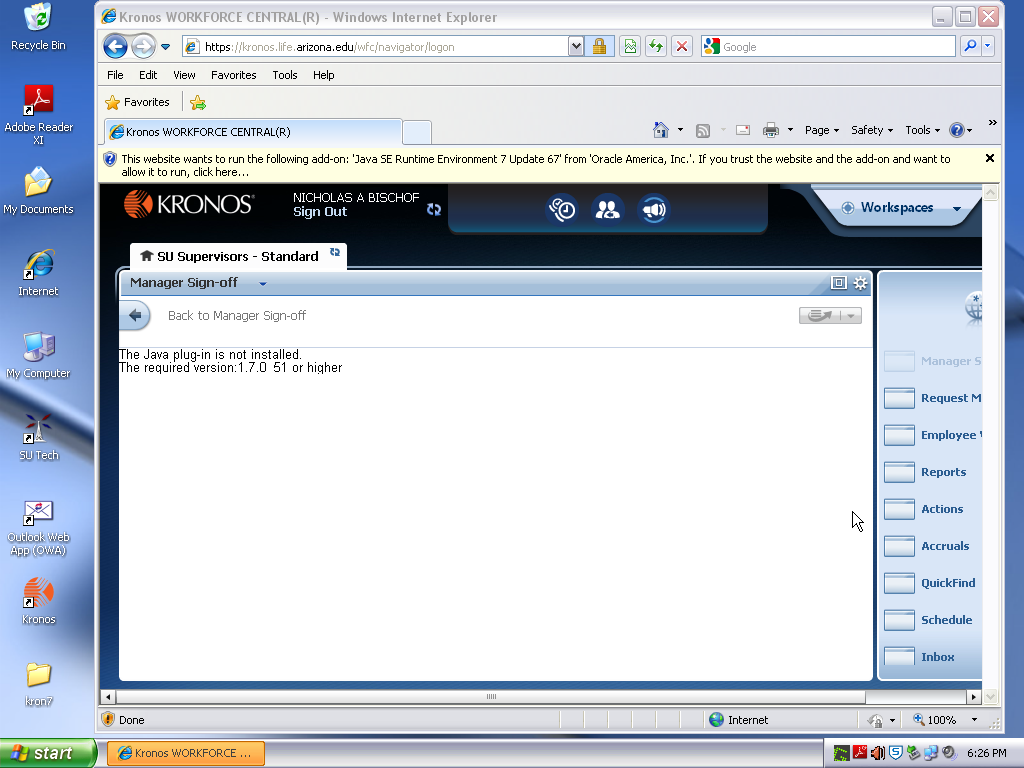 Recycle Bin
Adobe Reader
XI
My Documents
Internet
My Computer
SU Tech
Outlook Web
App (OWA)
Kronos
kron7
Kronos WORKFORCE CENTRAL(R) - Windows Internet Explorer
https://kronos.life.arizona.edu/wfc/navigator/logon
Google
File Edit View Favorites Tools Help
Favorites
Kronos WORKFORCE CENTRAL(R)
Page Safety Tools
This website wants to run the following add-on: 'Java SE Runtime Environment 7 Update 67' from 'Oracle America, Inc.'. If you trust the website and the add-on and want to
allow it to run, click here...
KRONOS
NICHOLAS A BISCHOF
Sign Out
Workspaces
SU Supervisors - Standard
Manager Sign-off
Back to Manager Sign-off
The Java plug-in is not installed.
The required version:1.7.0_51 or higher
Manager S
Request M
Employee
Reports
Actions
Accruals
QuickFind
Schedule
Inbox
Done
Internet
100%
start
Kronos WORKFORCE ...
6:26 PM